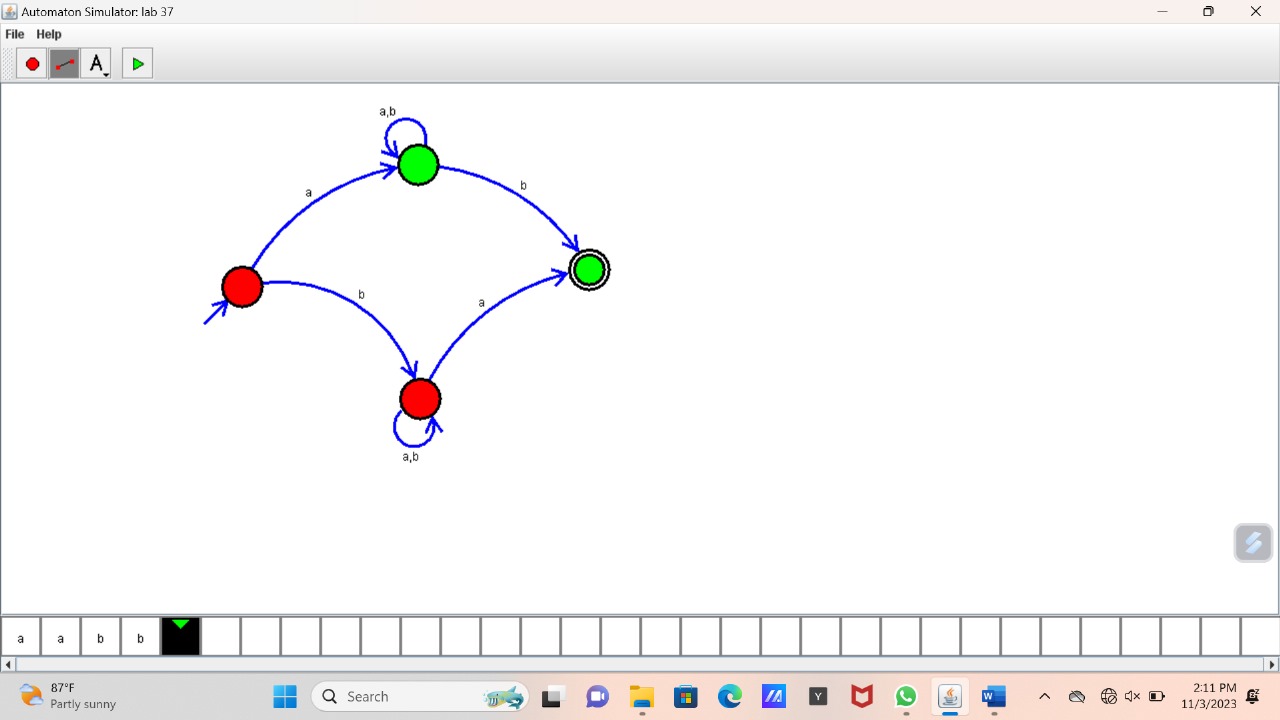 Automaton Simulator: lab 37
File Help
A
a,b
a
b
b
a
a,b
a a b b
87°F
Partly sunny
Search
Y
W
2:11 PM
11/3/2023